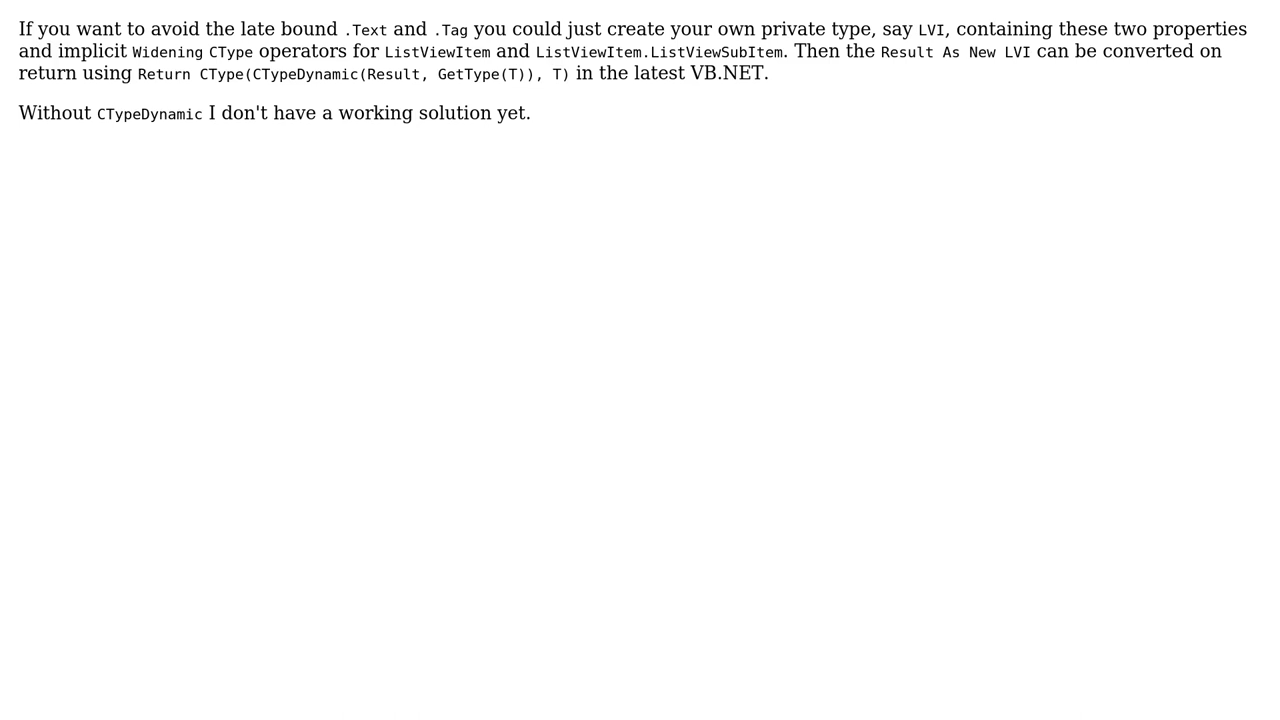 If you want to avoid the late bound .Text and .Tag you could just create your own private type, say LVI, containing these two properties
and implicit Widening CType operators for ListViewItem and ListViewItem.ListViewSubItem. Then the Result As New LVI can be converted on
return using Return CType(CTypeDynamic(Result, GetType(T)), T) in the latest VB.NET.
Without CTypeDynamic I don't have a working solution yet.